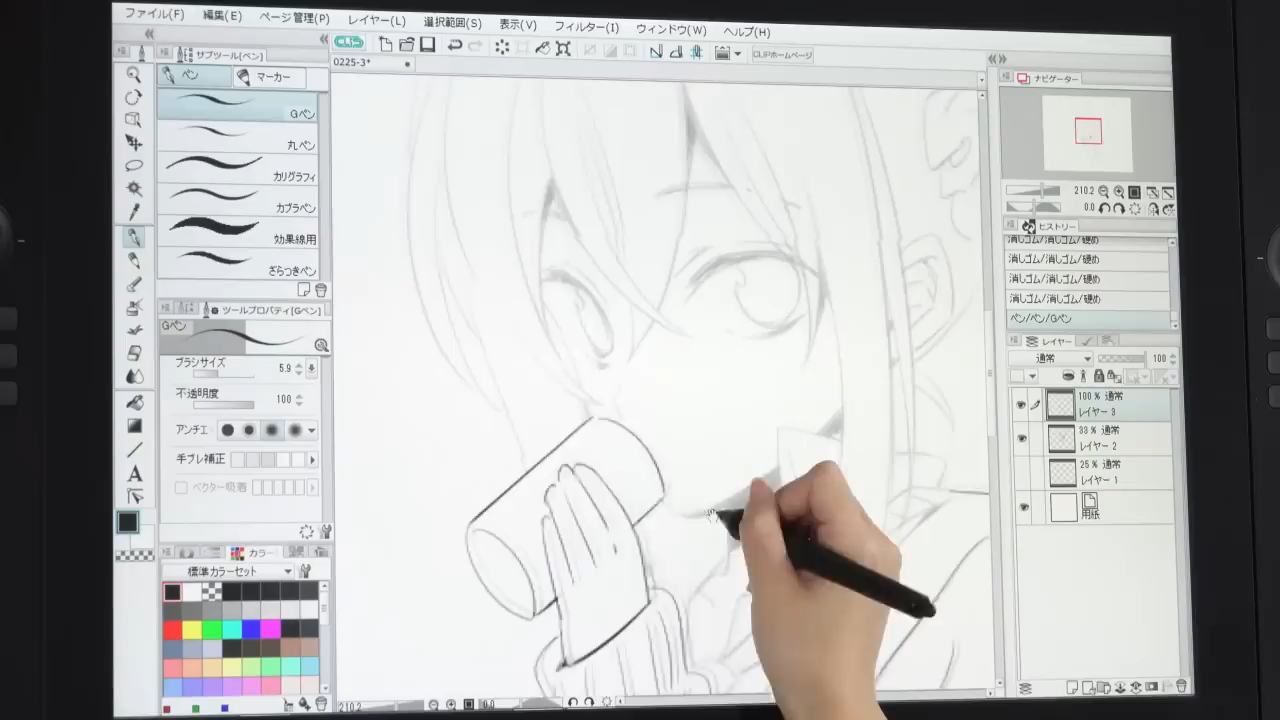 ファイル(F) 編集(E) ページ管理(P) レイヤー(L) 選択範囲(S) 表示(V) フィルター(I) ウィンドウ(W) ヘルプ(H)
サブツール[ペン]
CLIPホームページ
0225-3*
ペン マーカー
Gペン
丸ペン
カリグラフィ
カブラペン
効果線用
ざらつきペン
ツールプロパティ[Gペン]
Gペン
ブラシサイズ 5.9
不透明度 100
アンチエ
手ブレ補正
ベクター吸着
カラー
標準カラーセット
210.2 0.0
ナビゲーター
210.2
0.0
ヒストリー
消しゴム/消しゴム/硬め
消しゴム/消しゴム/硬め
消しゴム/消しゴム/硬め
消しゴム/消しゴム/硬め
ペン/ペン/Gペン
レイヤー
通常 100
100 % 通常
レイヤー 3
33 % 通常
レイヤー 2
25 % 通常
レイヤー 1
用紙